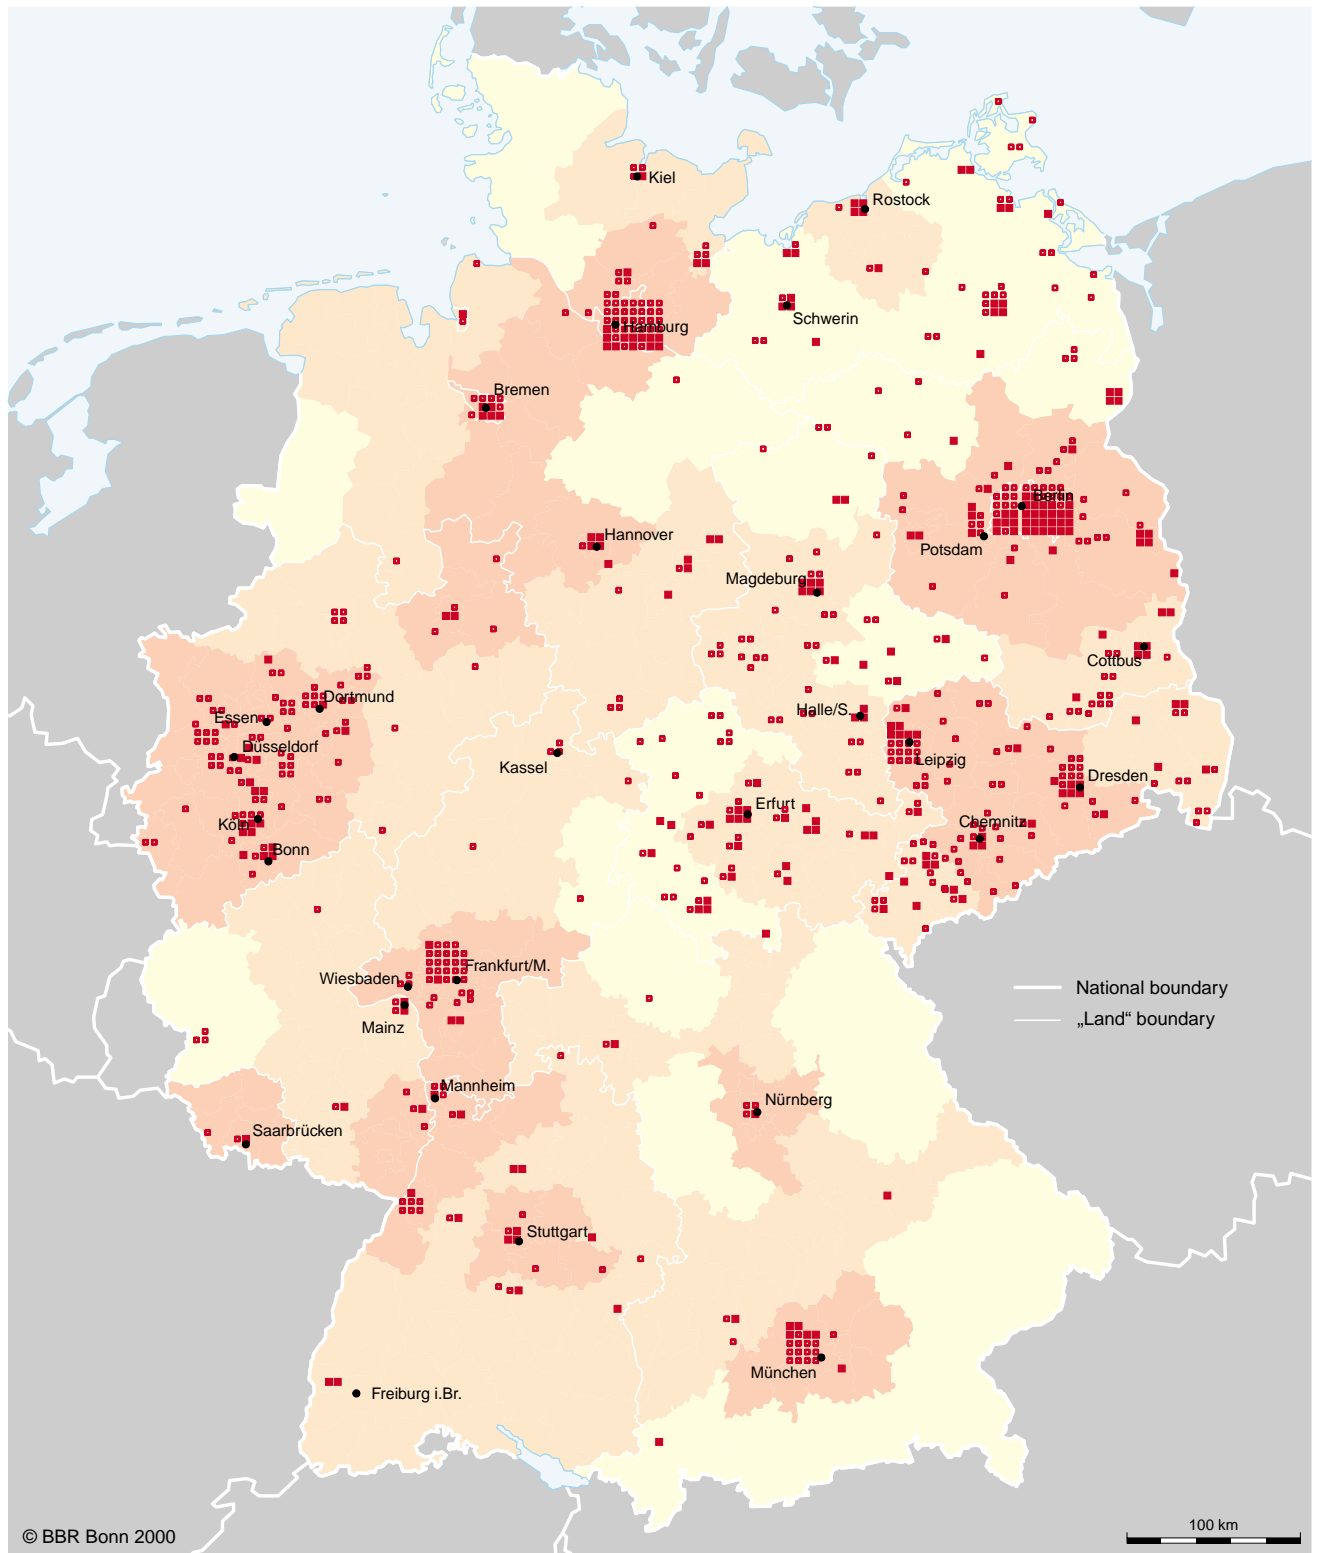 Kiel
Rostock
Schwerin
Hamburg
Bremen
Berlin
Hannover
Potsdam
Magdeburg
Cottbus
Dortmund
Essen
Halle/S.
Düsseldorf
Leipzig
Kassel
Dresden
Erfurt
Köln
Chemnitz
Bonn
Frankfurt/M.
Wiesbaden
National boundary
Mainz
„Land“ boundary
Mannheim
Nürnberg
Saarbrücken
Stuttgart
München
Freiburg i.Br.
100 km
© BBR Bonn 2000